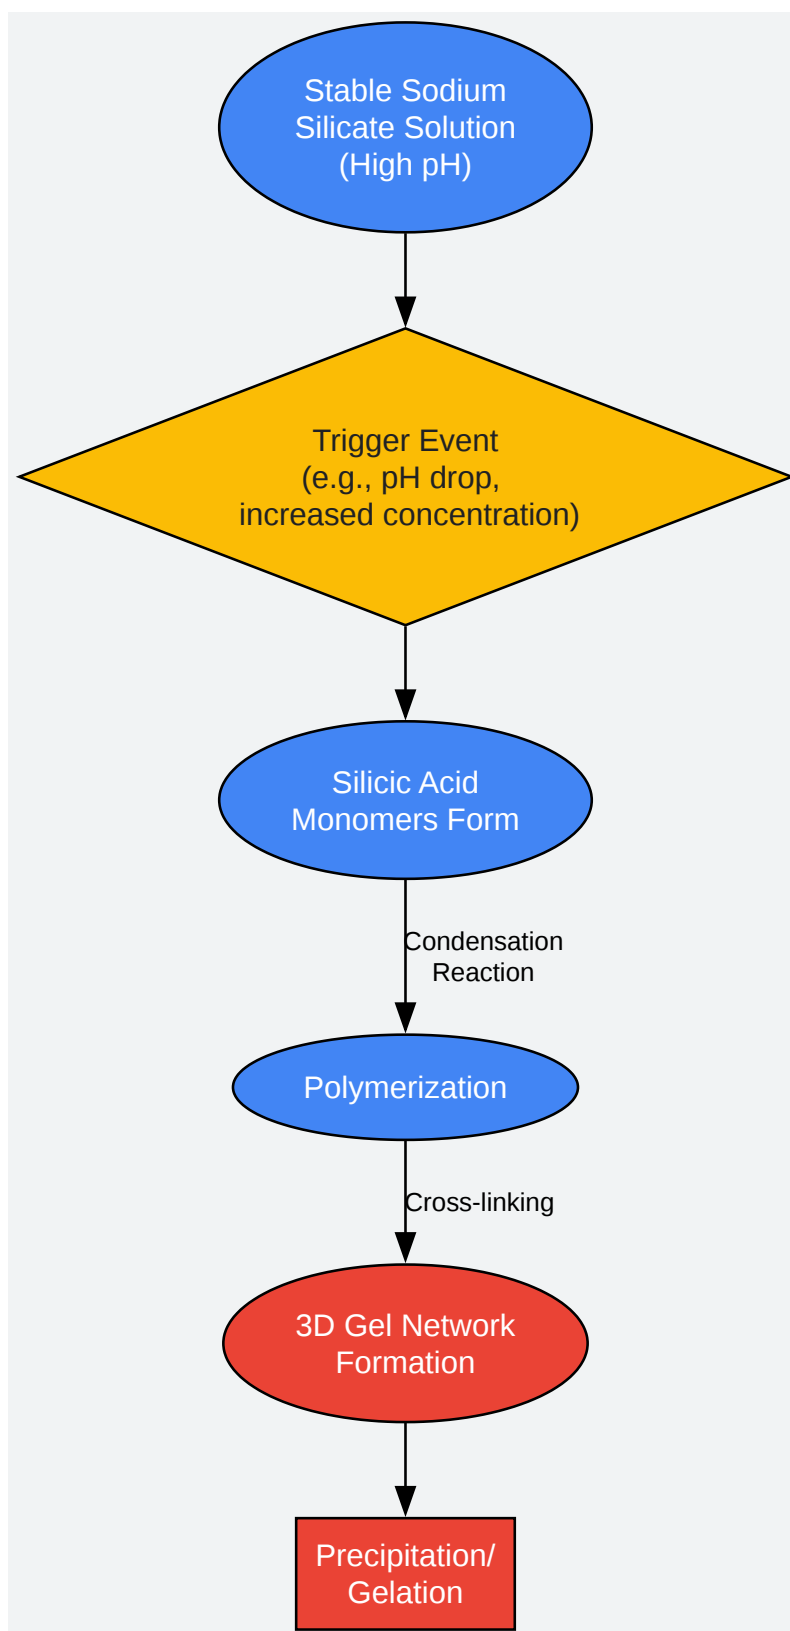 Stable Sodium
Silicate Solution
(High pH)
Trigger Event
(e.g., pH drop,
increased concentration)
Silicic Acid
Monomers Form
Condensation
Reaction
Polymerization
Cross-linking
3D Gel Network
Formation
Precipitation/
Gelation